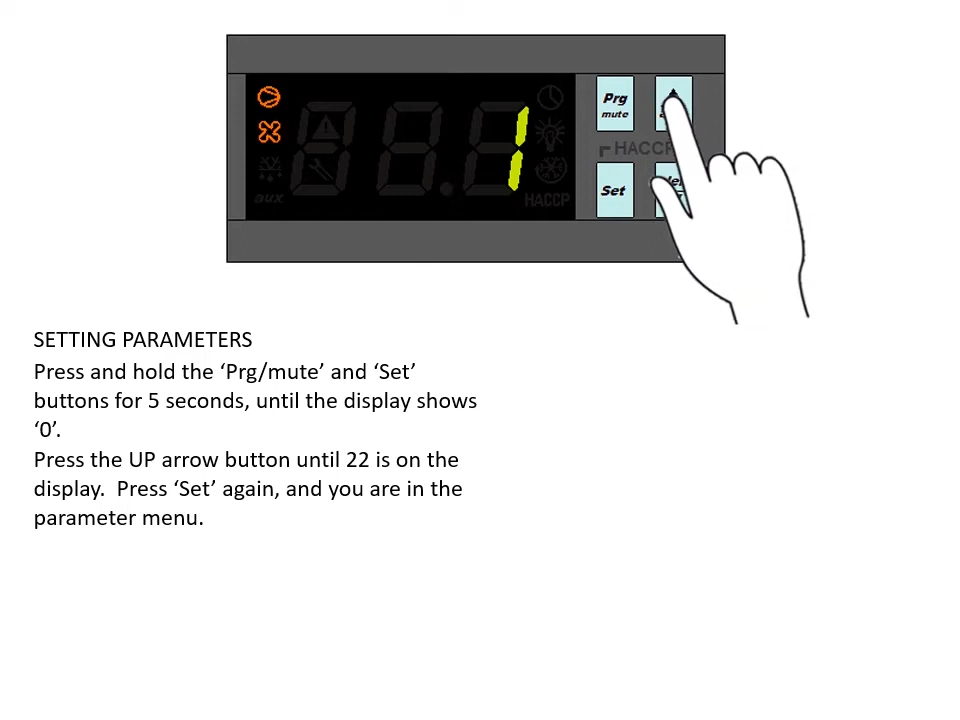 1
Prg
mute
HACCP
Set
aux
HACCP
SETTING PARAMETERS
Press and hold the ‘Prg/mute’ and ‘Set’
buttons for 5 seconds, until the display shows
‘0’.
Press the UP arrow button until 22 is on the
display.  Press ‘Set’ again, and you are in the
parameter menu.